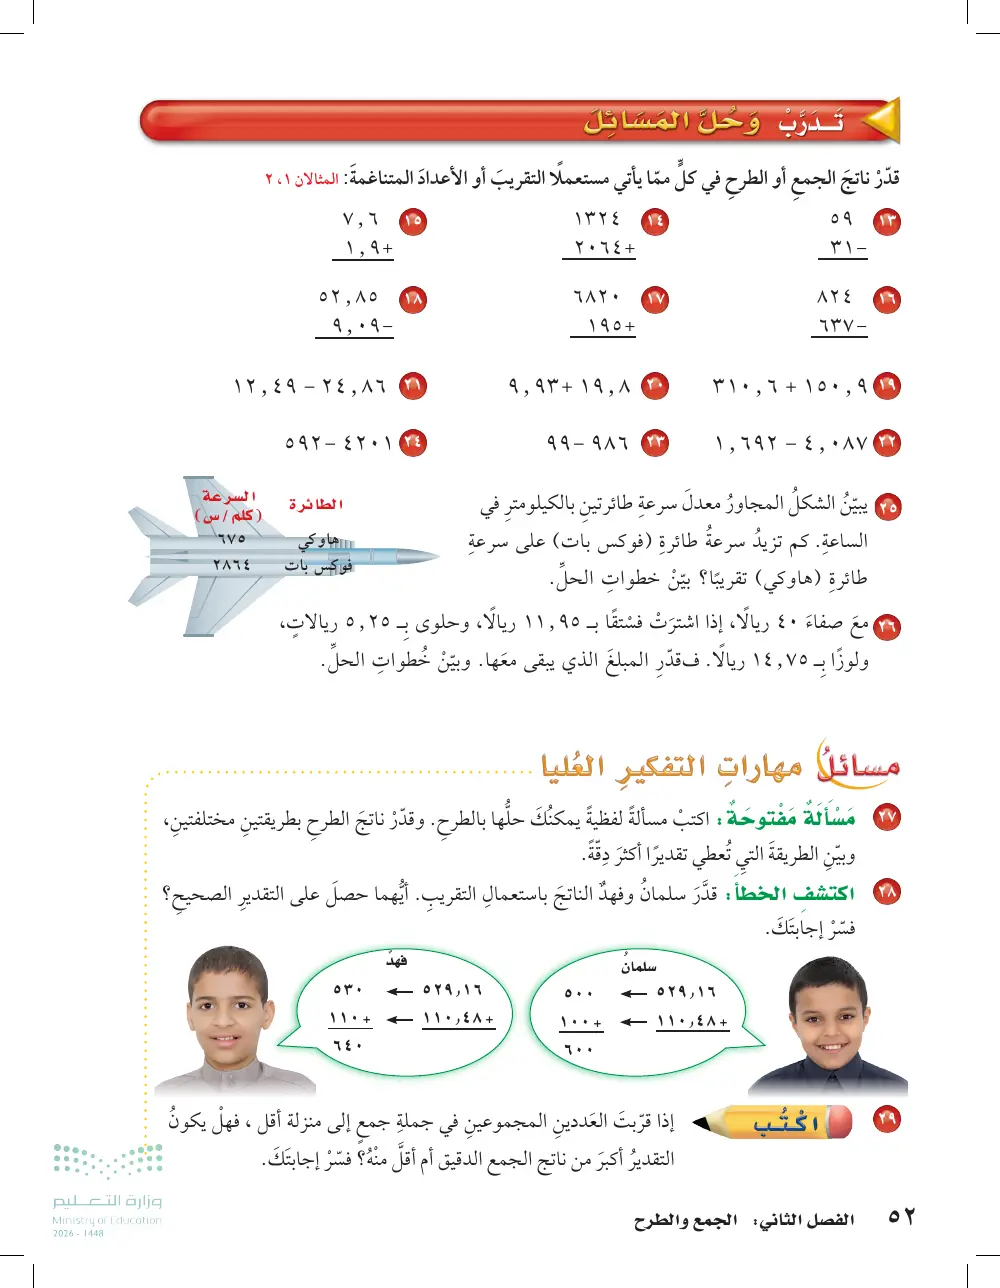 تَـدَرَّبْ وَحُلَّ المَسَائِلَ
قدّرْ ناتجَ الجمعِ أو الطرحِ في كلٍّ ممّا يأتي مستعملًا التقريبَ أو الأعدادَ المتناغمةَ: المثالان ١، ٢
١٣ ٥٩ ١٤ ١٣٢٤ ١٥ ٧,٦
−٣١ +٢٠٦٤ +١,٩
١٦ ٨٢٤ ١٧ ٦٨٢٠ ١٨ ٥٢,٨٥
−٦٣٧ +١٩٥ −٩,٠٩
١٩ ١٥٠,٩ + ٣١٠,٦ ٢٠ ١٩,٨ + ٩,٩٣ ٢١ ٢٤,٨٦ − ١٢,٤٩
٢٢ ٤,٠٨٧ − ١,٦٩٢ ٢٣ ٩٨٦ − ٩٩ ٢٤ ٤٢٠١ − ٥٩٢
٢٥ يبيّنُ الشكلُ المجاورُ معدلَ سرعةِ طائرتينِ بالكيلومترِ في
الساعةِ. كم تزيدُ سرعةُ طائرةِ (فوكس بات) على سرعةِ
طائرةِ (هاوكي) تقريبًا؟ بيّنْ خطواتِ الحلِّ.
الطائرة السرعة
(كلم/س)
هاوكي ٦٧٥
فوكس بات ٢٨٦٤
٢٦ معَ صفاءَ ٤٠ ريالًا، إذا اشترَتْ فسْتقًا بـ ١١,٩٥ ريالًا، وحلوى بِـ ٥,٢٥ ريالاتٍ،
ولوزًا بِـ ١٤,٧٥ ريالًا. فقدّرِ المبلغَ الذي يبقى معَها. وبيّنْ خُطواتِ الحلِّ.
مسائلُ مهاراتِ التفكيرِ العُليا
٢٧ مَسْأَلَةٌ مَفْتوحَةٌ: اكتبْ مسألةً لفظيةً يمكنُكَ حلُّها بالطرحِ. وقدّرْ ناتجَ الطرحِ بطريقتينِ مختلفتينِ،
وبيّنِ الطريقةَ التي تُعطي تقديرًا أكثرَ دِقّةً.
٢٨ اكتشفِ الخطأَ: قدَّرَ سلمانُ وفهدٌ الناتجَ باستعمالِ التقريبِ. أيُّهما حصلَ على التقديرِ الصحيحِ؟
فسّرْ إجابتَكَ.
سلمانُ
٥٢٩,١٦ ← ٥٠٠
+١١٠,٤٨ ← +١٠٠
٦٠٠
فهدٌ
٥٢٩,١٦ ← ٥٣٠
+١١٠,٤٨ ← +١١٠
٦٤٠
٢٩ اكْتُب إذا قرّبتَ العَددينِ المجموعينِ في جملةِ جمعٍ إلى منزلة أقل ، فهلْ يكونُ
التقديرُ أكبرَ من ناتج الجمع الدقيق أم أقلَّ منْهُ؟ فسّرْ إجابتَكَ.
وزارة التعليم
Ministry of Education
2026 - 1448
٥٢ الفصل الثاني: الجمع والطرح